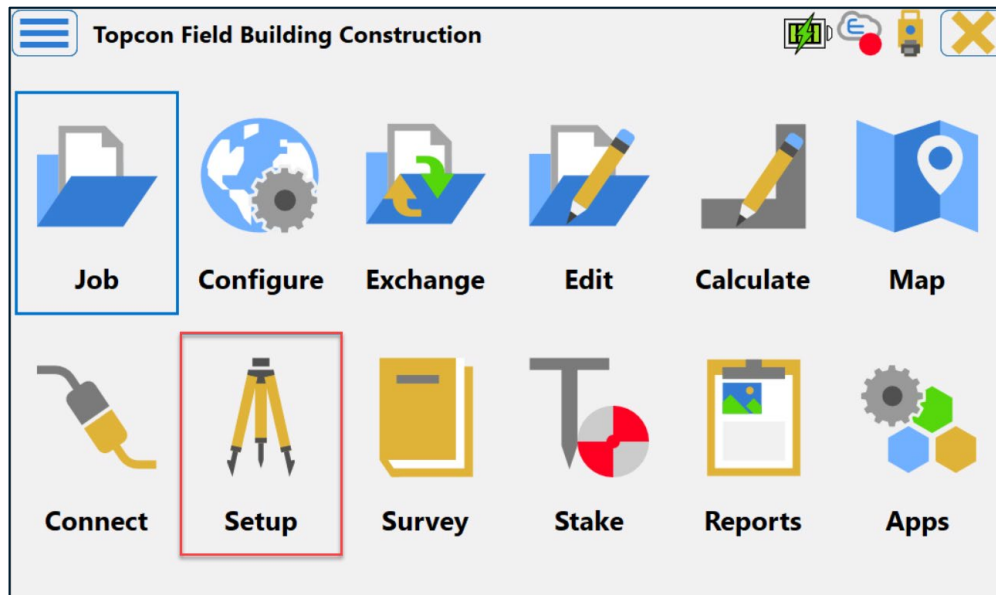 Topcon Field Building Construction
Job Configure Exchange Edit Calculate Map
Connect Setup Survey Stake Reports Apps